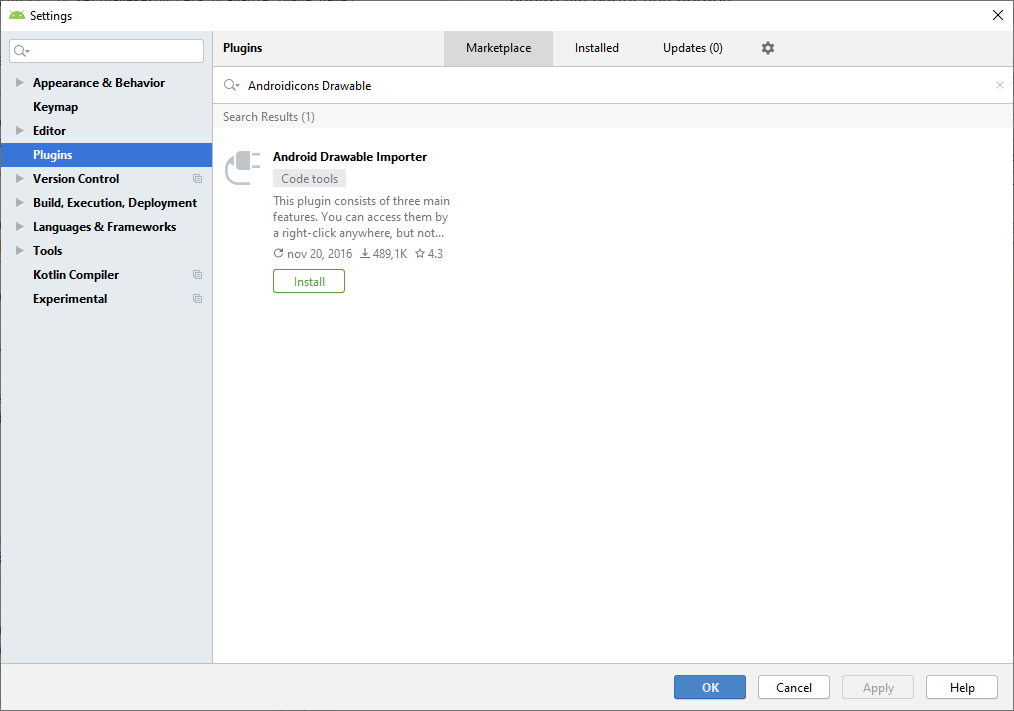 Settings
Plugins
Marketplace
Installed
Updates (0)
Androidicons Drawable
Appearance & Behavior
Keymap
Editor
Plugins
Version Control
Build, Execution, Deployment
Languages & Frameworks
Tools
Kotlin Compiler
Experimental
Search Results (1)
Android Drawable Importer
Code tools
This plugin consists of three main
features. You can access them by
a right-click anywhere, but not...
nov 20, 2016 489,1K 4.3
Install
OK
Cancel
Apply
Help